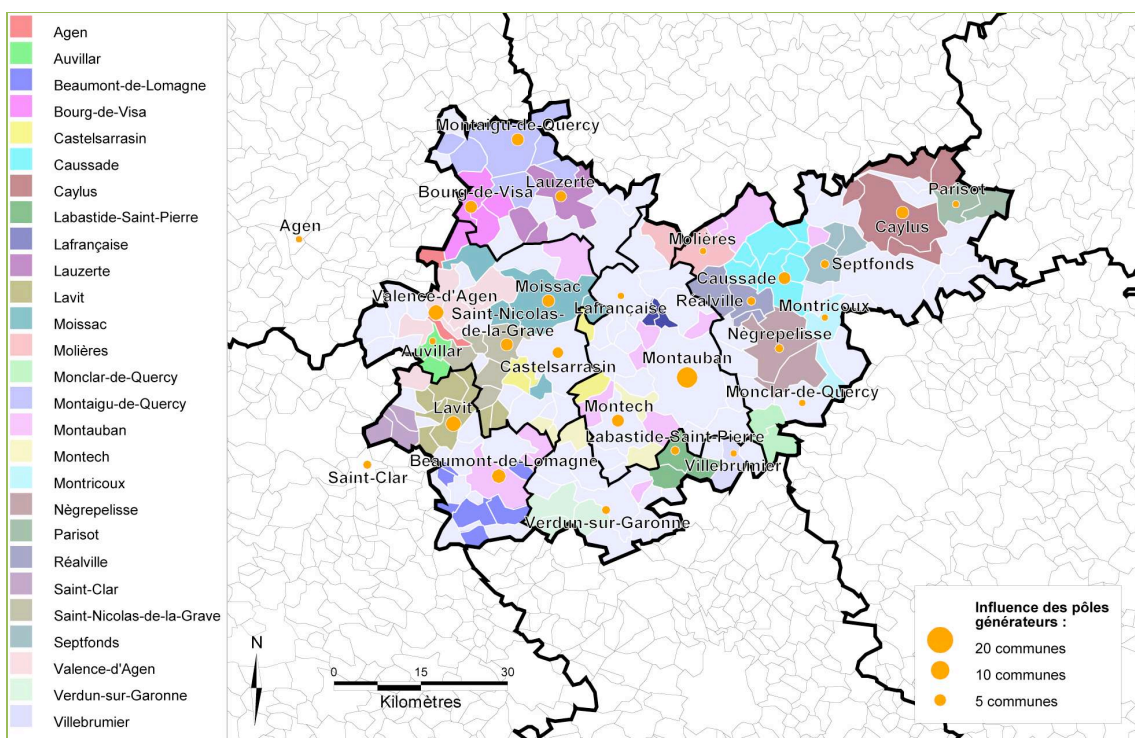 Agen
Auvillar
Beaumont-de-Lomagne
Bourg-de-Visa
Castelsarrasin
Caussade
Caylus
Labastide-Saint-Pierre
Lafrançaise
Lauzerte
Lavit
Moissac
Molières
Monclar-de-Quercy
Montaigu-de-Quercy
Montauban
Montech
Montricoux
Nègrepelisse
Parisot
Réalville
Saint-Clar
Saint-Nicolas-de-la-Grave
Septfonds
Valence-d'Agen
Verdun-sur-Garonne
Villebrumier
Montaigu-de-Quercy
Lauzerte
Bourg-de-Visa
Parisot
Agen
Caylus
Molières
Septfonds
Caussade
Moissac
Valence-d'Agen
Réalville
Lafrançaise
Montricoux
Saint-Nicolas-
de-la-Grave
Nègrepelisse
Auvillar
Castelsarrasin
Montauban
Monclar-de-Quercy
Lavit
Montech
Labastide-Saint-Pierre
Beaumont-de-Lomagne
Villebrumier
Saint-Clar
Verdun-sur-Garonne
N
0 15 30
Kilomètres
Influence des pôles
générateurs :
20 communes
10 communes
5 communes